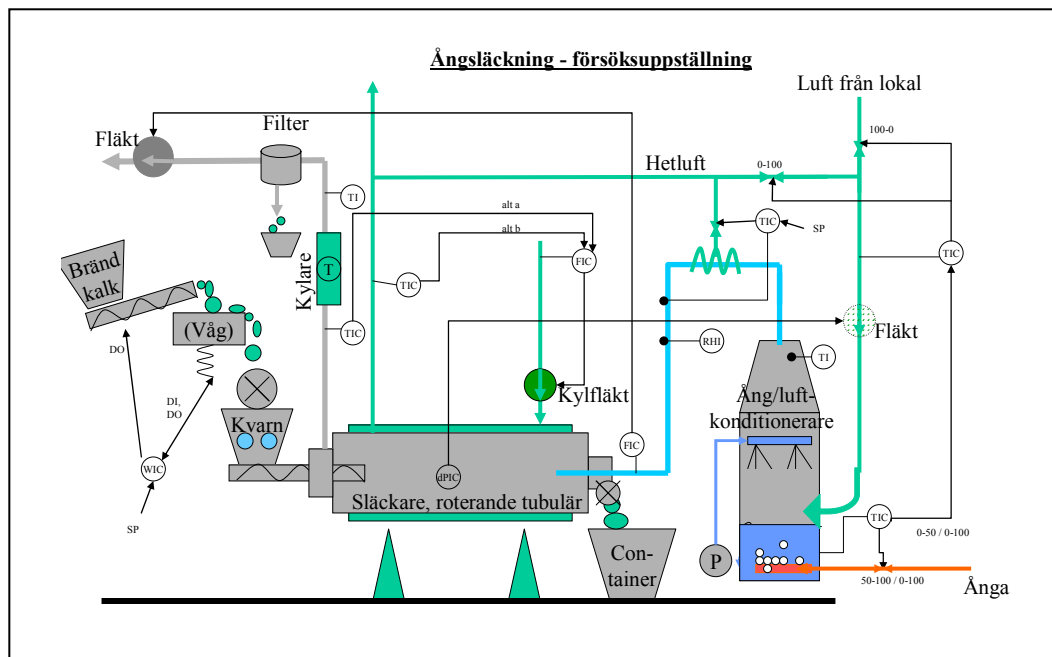 Ångsläckning - försöksuppställning
Luft från lokal
100-0
Fläkt
Filter
Hetluft
0-100
TI
alt a
alt b
TIC
SP
FIC
TIC
Bränd
kalk
Kylare
T
TIC
TIC
(Våg)
DO
RHI
Fläkt
TI
DI,
DO
Kylfläkt
Ång/luft-
konditionerare
Kvarn
FIC
WIC
dPIC
Släckare, roterande tubulär
SP
TIC
0-50 / 0-100
Con-
tainer
P
50-100 / 0-100
Ånga